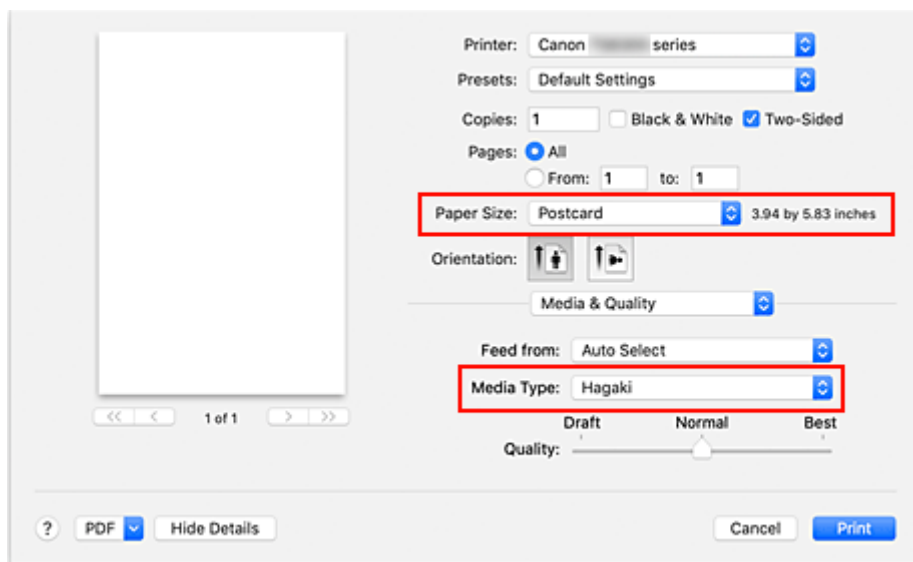 Printer: Canon series
Presets: Default Settings
Copies: 1 Black & White Two-Sided
Pages: All
From: 1 to: 1
Paper Size: Postcard 3.94 by 5.83 inches
Orientation:
Media & Quality
Feed from: Auto Select
Media Type: Hagaki
Draft Normal Best
Quality:
<< < 1 of 1 > >>
? PDF Hide Details Cancel Print